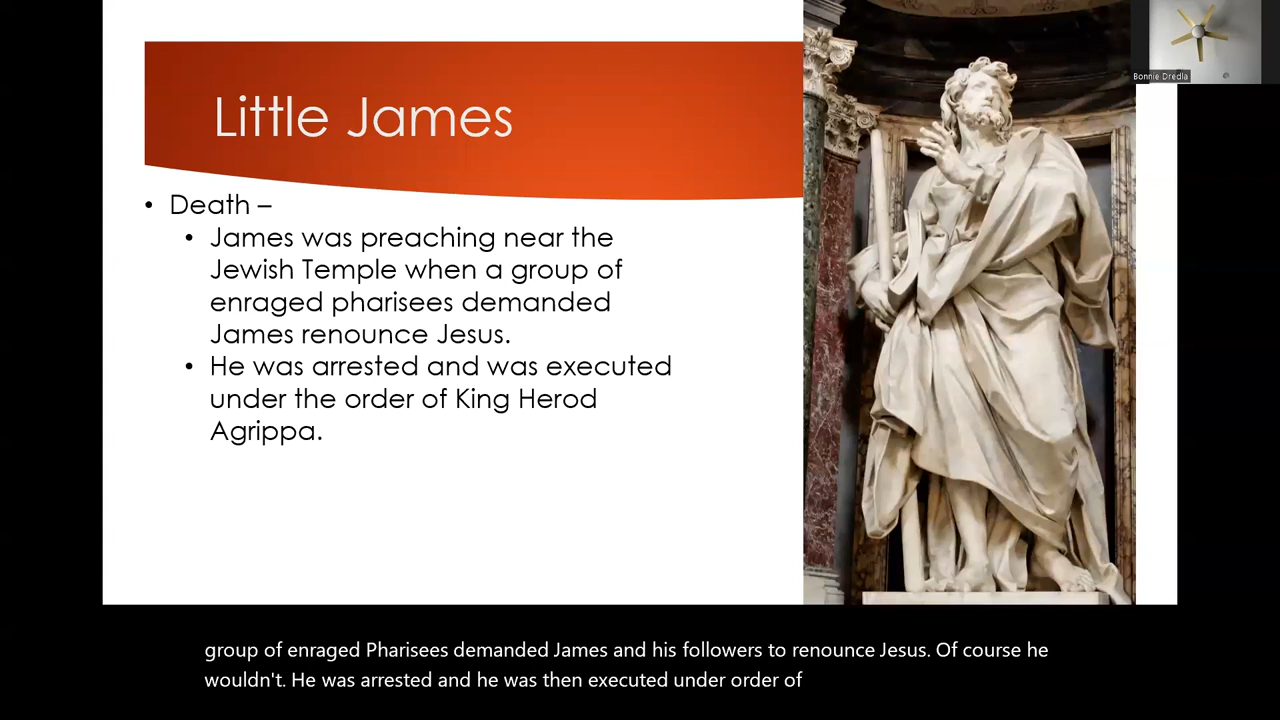 Little James
Bonnie Dredla
• Death –
• James was preaching near the
Jewish Temple when a group of
enraged pharisees demanded
James renounce Jesus.
• He was arrested and was executed
under the order of King Herod
Agrippa.
group of enraged Pharisees demanded James and his followers to renounce Jesus. Of course he
wouldn't. He was arrested and he was then executed under order of